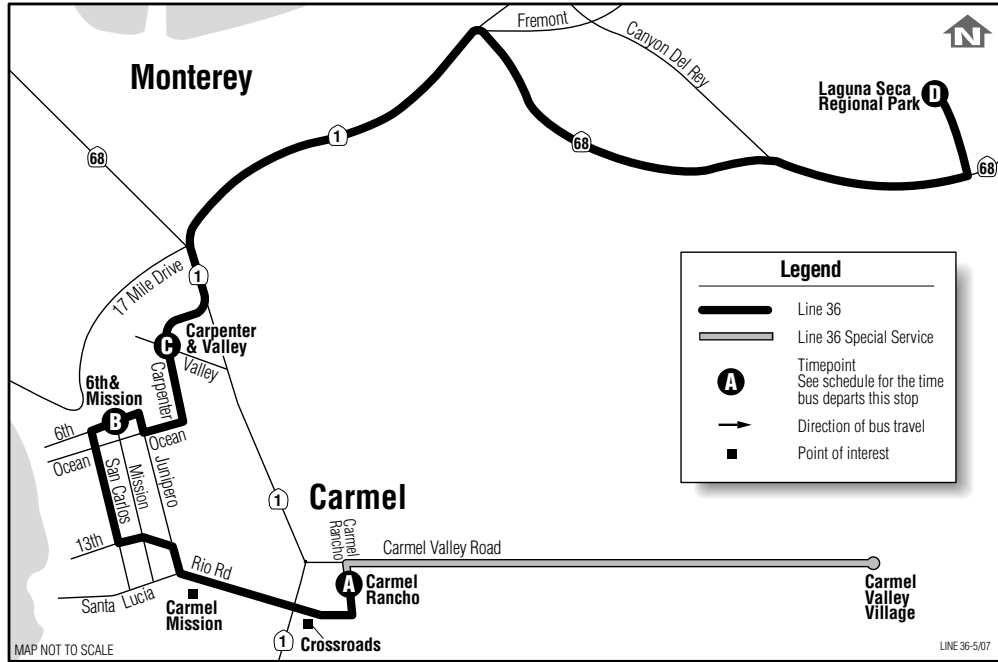 Fremont
Canyon Del Rey
N
Monterey
Laguna Seca
Regional Park
D
1
68
68
68
17 Mile Drive
1
Legend
Line 36
Line 36 Special Service
A
Timepoint
See schedule for the time
bus departs this stop
Direction of bus travel
Point of interest
C
Carpenter
& Valley
Valley
Carpenter
6th&
Mission
B
6th
Ocean
Ocean
San Carlos
Mission
Junipero
1
Carmel
Carmel
Rancho
13th
Carmel Valley Road
Rio Rd
A
Carmel
Rancho
Carmel
Valley
Village
Santa Lucia
Carmel
Mission
1
Crossroads
MAP NOT TO SCALE
LINE 36-5/07